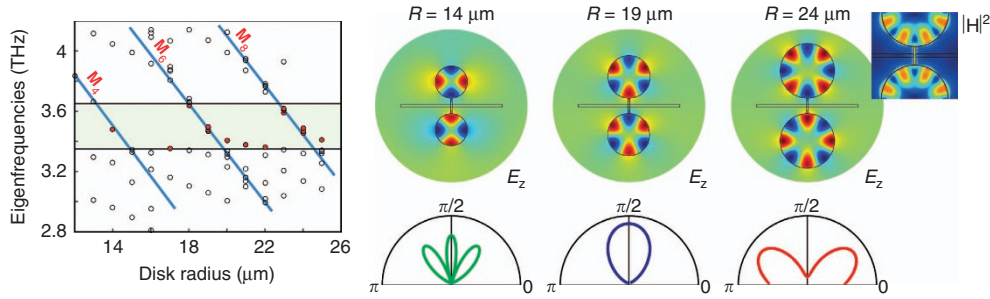 Eigenfrequencies (THz)
4
3.6
3.2
2.8
14
18
22
26
Disk radius (µm)
M4
M6
M8
R = 14 µm
R = 19 µm
R = 24 µm
|H|²
Ez
Ez
Ez
π/2
π/2
π/2
π
0
π
0
π
0